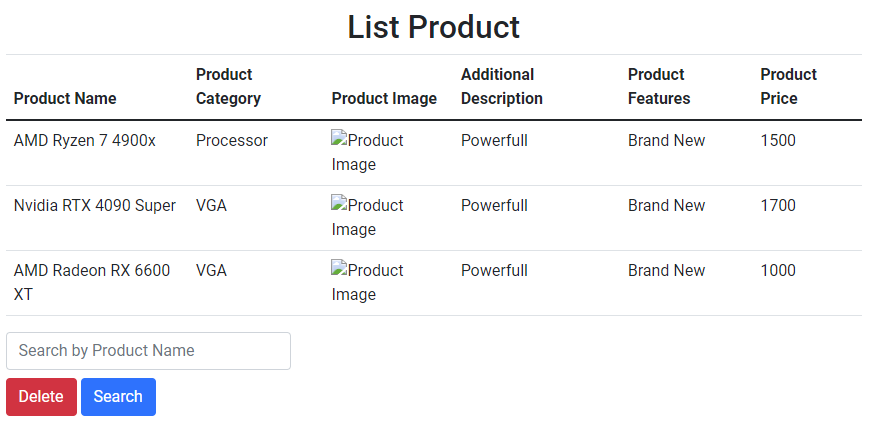 List Product
Product Name Product Category Product Image Additional Description Product Features Product Price
AMD Ryzen 7 4900x Processor Product Image Powerfull Brand New 1500
Nvidia RTX 4090 Super VGA Product Image Powerfull Brand New 1700
AMD Radeon RX 6600 XT VGA Product Image Powerfull Brand New 1000
Search by Product Name
Delete Search